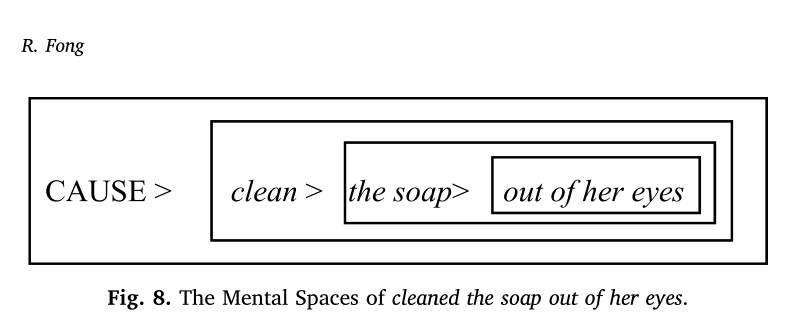 R. Fong
CAUSE > clean > the soap> out of her eyes
Fig. 8. The Mental Spaces of cleaned the soap out of her eyes.